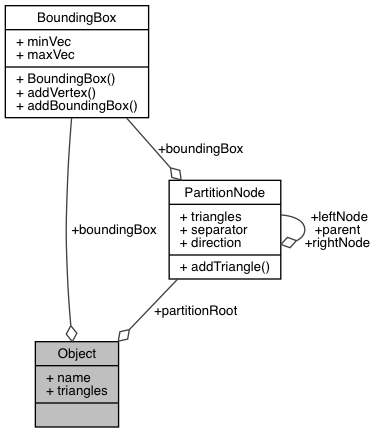 BoundingBox
+ minVec
+ maxVec
+ BoundingBox()
+ addVertex()
+ addBoundingBox()
+boundingBox
PartitionNode
+ triangles
+ separator
+ direction
+ addTriangle()
+leftNode
+parent
+rightNode
+boundingBox
+partitionRoot
Object
+ name
+ triangles